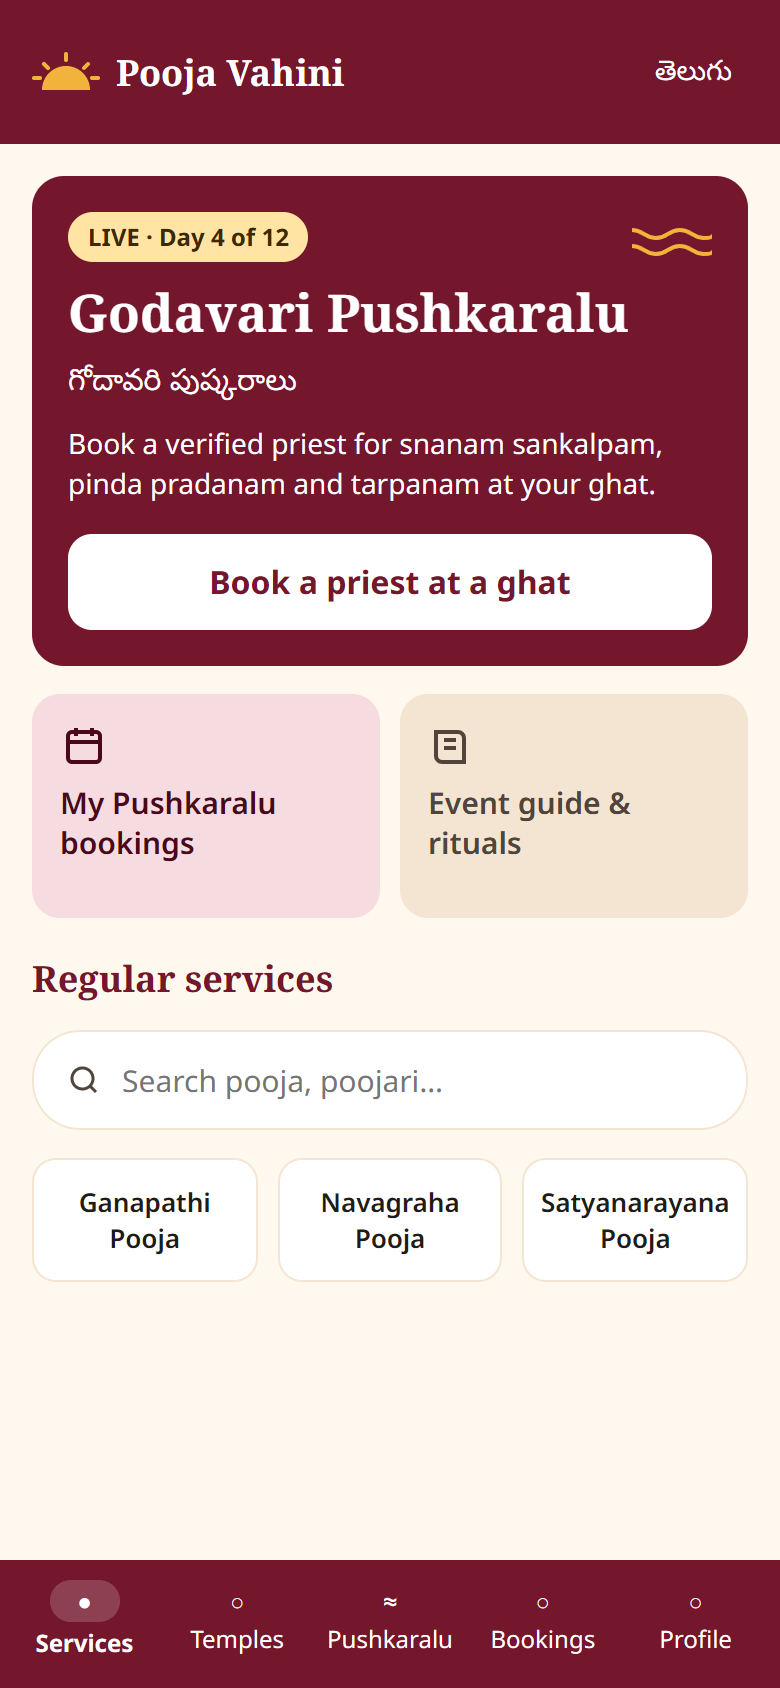 Pooja Vahini
తెలుగు
LIVE · Day 4 of 12
Godavari Pushkaralu
గోదావరి పుష్కరాలు
Book a verified priest for snanam sankalpam,
pinda pradanam and tarpanam at your ghat.
Book a priest at a ghat
My Pushkaralu
bookings
Event guide &
rituals
Regular services
Search pooja, poojari...
Ganapathi
Pooja
Navagraha
Pooja
Satyanarayana
Pooja
Services
Temples
Pushkaralu
Bookings
Profile